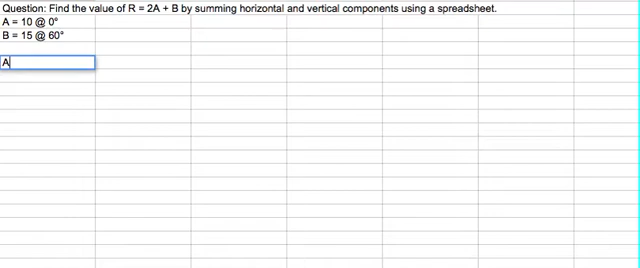 Question: Find the value of R = 2A + B by summing horizontal and vertical components using a spreadsheet.
A = 10 @ 0°
B = 15 @ 60°
A